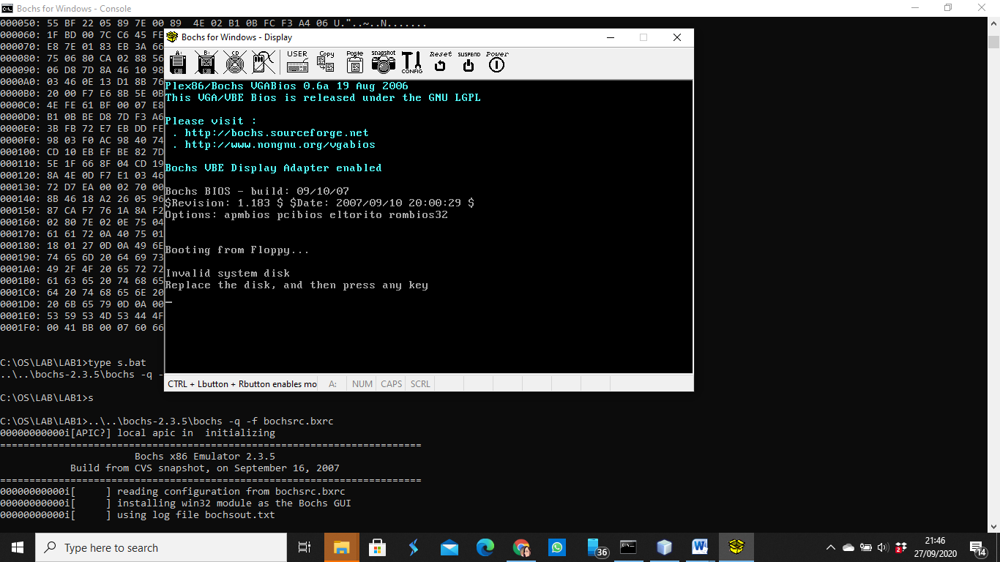 Bochs for Windows - Console
000050: 55 BF 22 05 89 7E 00 89  4E 02 B1 0B FC F3 A4 06 U."..~..N.......
000060: 1F BD 00 7C C6 45 FE
000070: E8 7E 01 83 EB 3A 66
000080: 75 06 80 CA 02 88 56
000090: 06 D8 7D 8A 46 10 98
0000A0: 03 46 0E 13 D1 8B 76
0000B0: 20 00 F7 E6 8B 5E 0B
0000C0: 4E FE 61 BF 00 07 E8
0000D0: B1 0B BE D8 7D F3 A6
0000E0: 3B FB 72 E7 EB DD FE
0000F0: 98 03 F0 AC 98 40 74
000100: CD 10 EB EF BE 82 7D
000110: 5E 1F 66 8F 04 CD 19
000120: 8A 4E 0D F7 E1 03 46
000130: 72 D7 EA 00 02 70 00
000140: 8B 46 18 A2 26 05 96
000150: 87 CA F7 76 1A 8A F2
000160: 02 80 7E 02 0E 75 04
000170: 61 61 72 0A 40 75 01
000180: 18 01 27 0D 0A 49 6E
000190: 74 65 6D 20 64 69 73
0001A0: 49 2F 4F 20 65 72 72
0001B0: 61 63 65 20 74 68 65
0001C0: 64 20 74 68 65 6E 20
0001D0: 20 6B 65 79 0D 0A 00
0001E0: 53 59 53 4D 53 44 4F
0001F0: 00 41 BB 00 07 60 66
C:\OS\LAB\LAB1>type s.bat
..\..\bochs-2.3.5\bochs -q -
C:\OS\LAB\LAB1>s
C:\OS\LAB\LAB1>..\..\bochs-2.3.5\bochs -q -f bochsrc.bxrc
00000000000i[APIC?] local apic in  initializing
========================================================================
Bochs x86 Emulator 2.3.5
Build from CVS snapshot, on September 16, 2007
========================================================================
00000000000i[     ] reading configuration from bochsrc.bxrc
00000000000i[     ] installing win32 module as the Bochs GUI
00000000000i[     ] using log file bochsout.txt
Bochs for Windows - Display
A: B: CD USER Copy Paste snapshot CONFIG Reset SUSPEND Power
Plex86/Bochs VGABios 0.6a 19 Aug 2006
This VGA/VBE Bios is released under the GNU LGPL
Please visit :
. http://bochs.sourceforge.net
. http://www.nongnu.org/vgabios
Bochs VBE Display Adapter enabled
Bochs BIOS - build: 09/10/07
$Revision: 1.183 $ $Date: 2007/09/10 20:00:29 $
Options: apmbios pcibios eltorito rombios32
Booting from Floppy...
Invalid system disk
Replace the disk, and then press any key
CTRL + Lbutton + Rbutton enables mo A: NUM CAPS SCRL
Type here to search
36
2
21:46
27/09/2020
14